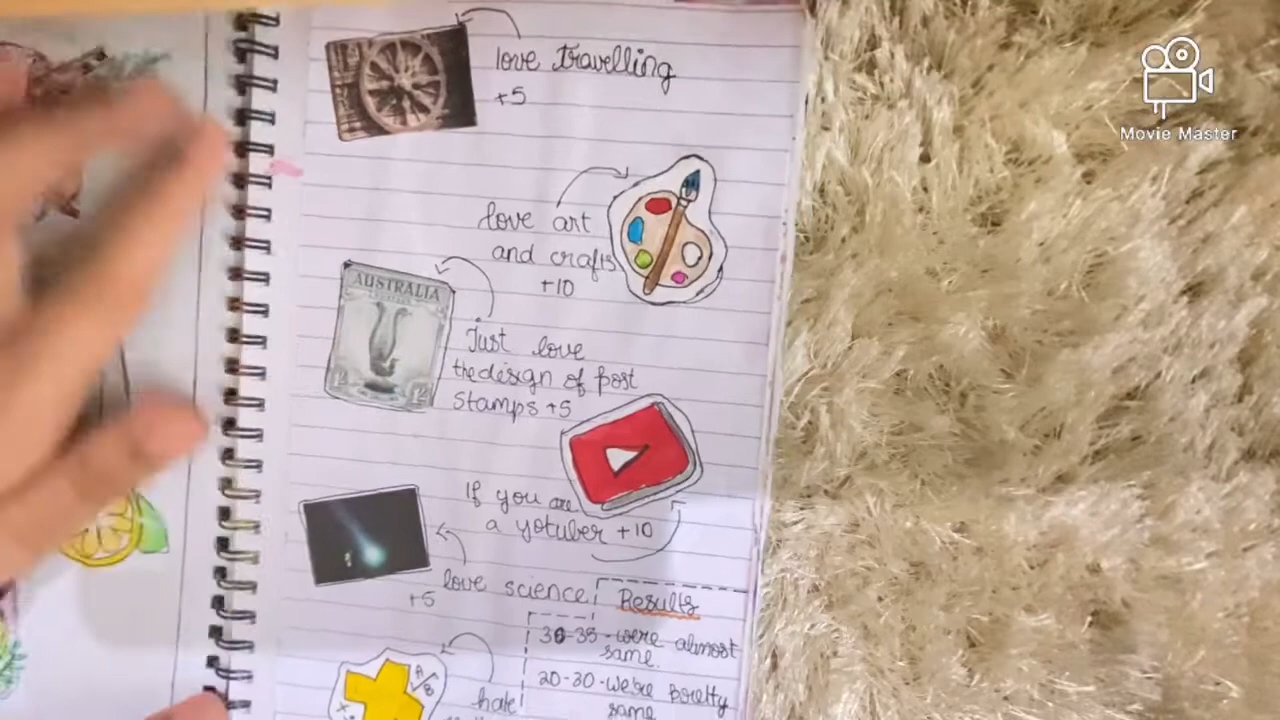 love travelling
+5
love art
and crafts
+10
AUSTRALIA
Just love
the design of post
stamps +5
If you are
a yotuber +10
love science
+5
Results
30-35 - were almost
same.
20-30 - we're pretty
same
hate
Movie Master